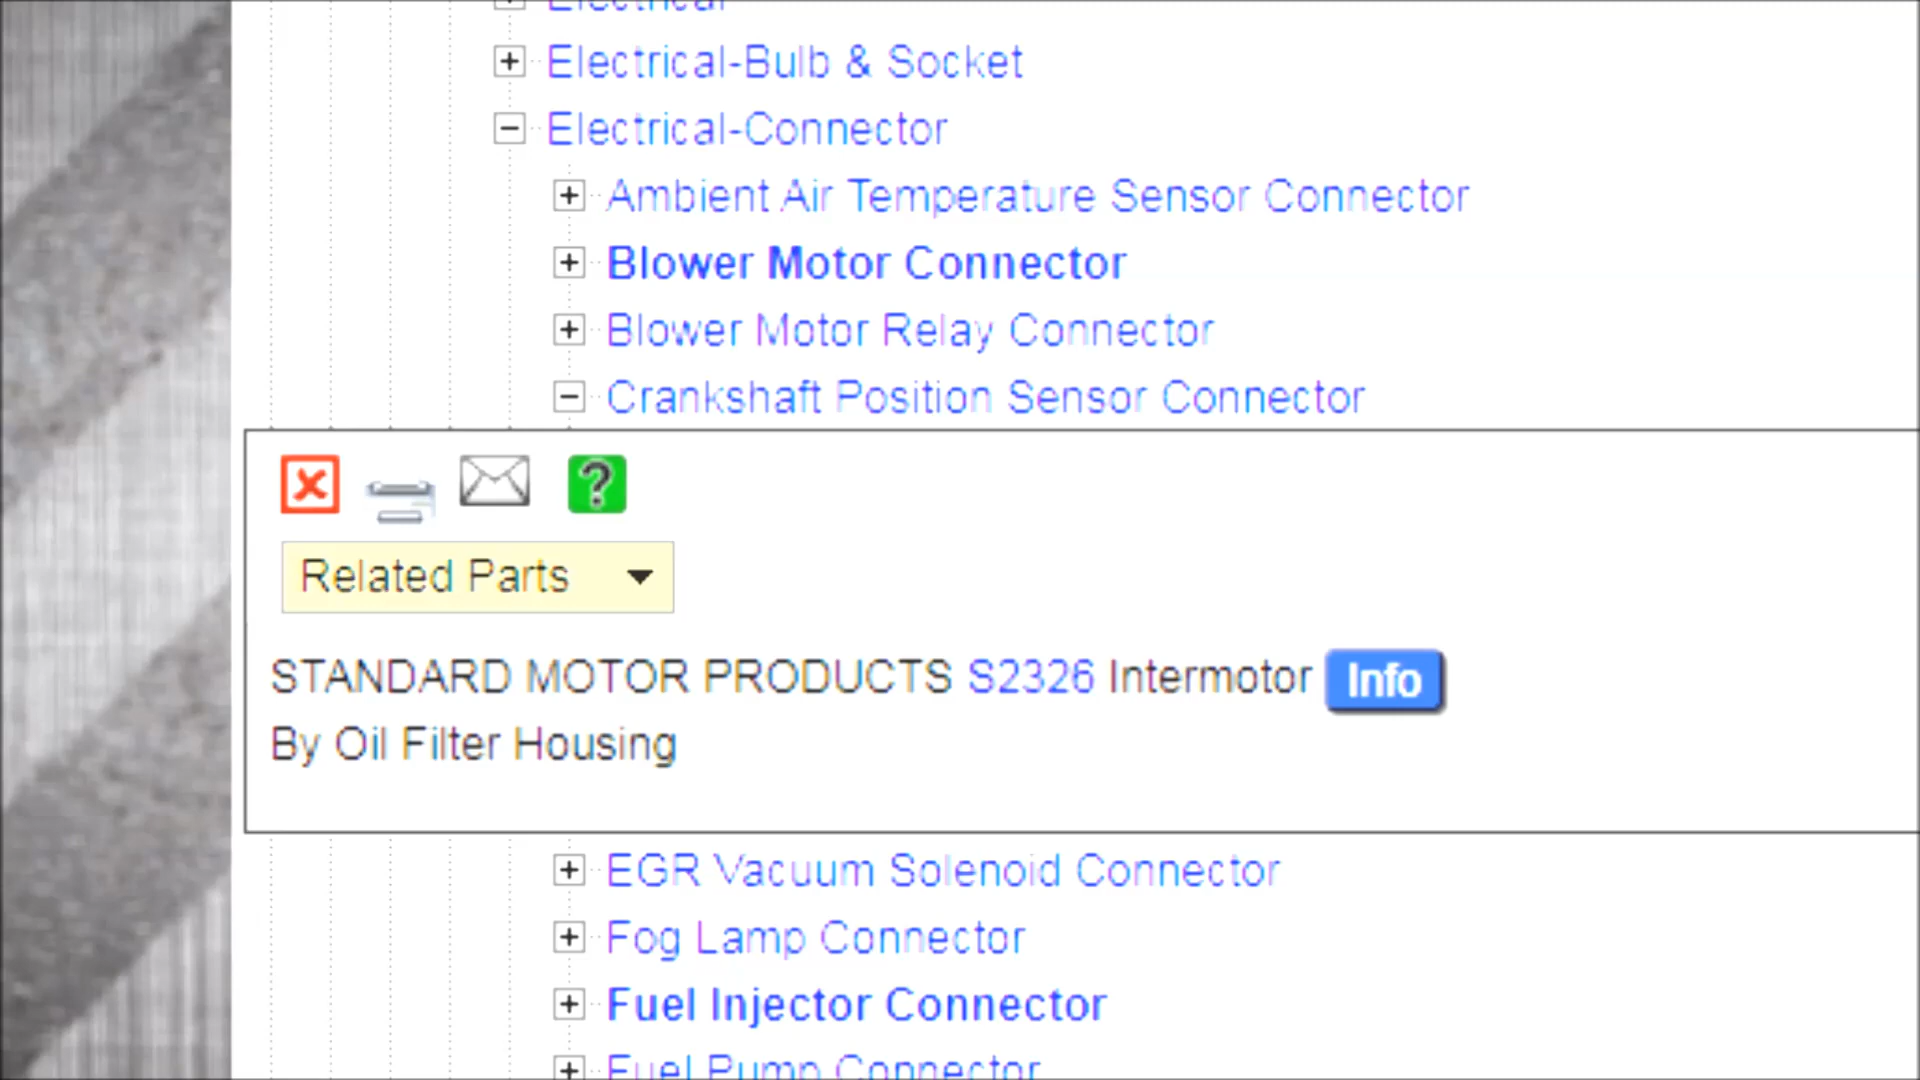 Electrical
Electrical-Bulb & Socket
Electrical-Connector
Ambient Air Temperature Sensor Connector
Blower Motor Connector
Blower Motor Relay Connector
Crankshaft Position Sensor Connector
Related Parts
STANDARD MOTOR PRODUCTS S2326 Intermotor Info
By Oil Filter Housing
EGR Vacuum Solenoid Connector
Fog Lamp Connector
Fuel Injector Connector
Fuel Pump Connector